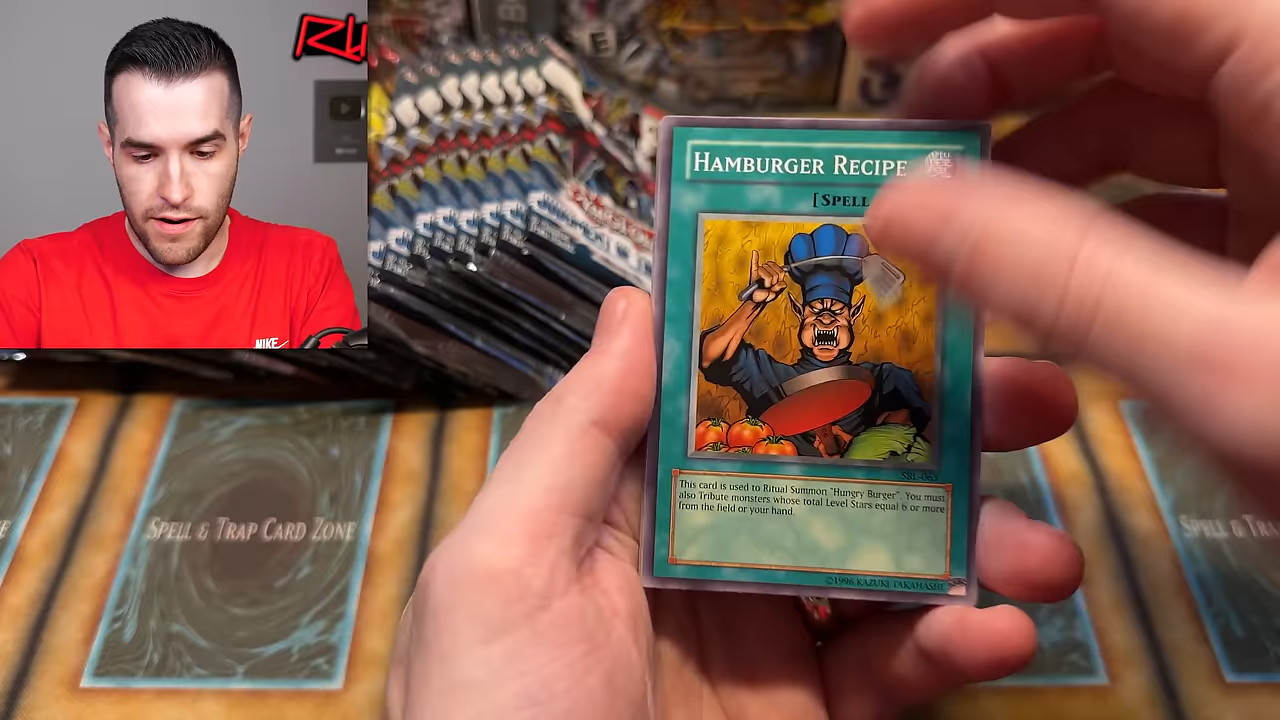 RU
NIKE
HAMBURGER RECIPE
[SPELL
This card is used to Ritual Summon "Hungry Burger". You must
also Tribute monsters whose total Level Stars equal 6 or more
from the field or your hand.
©1996 KAZUKI TAKAHASHI
SPELL & TRAP CARD ZONE
SPELL & TRA